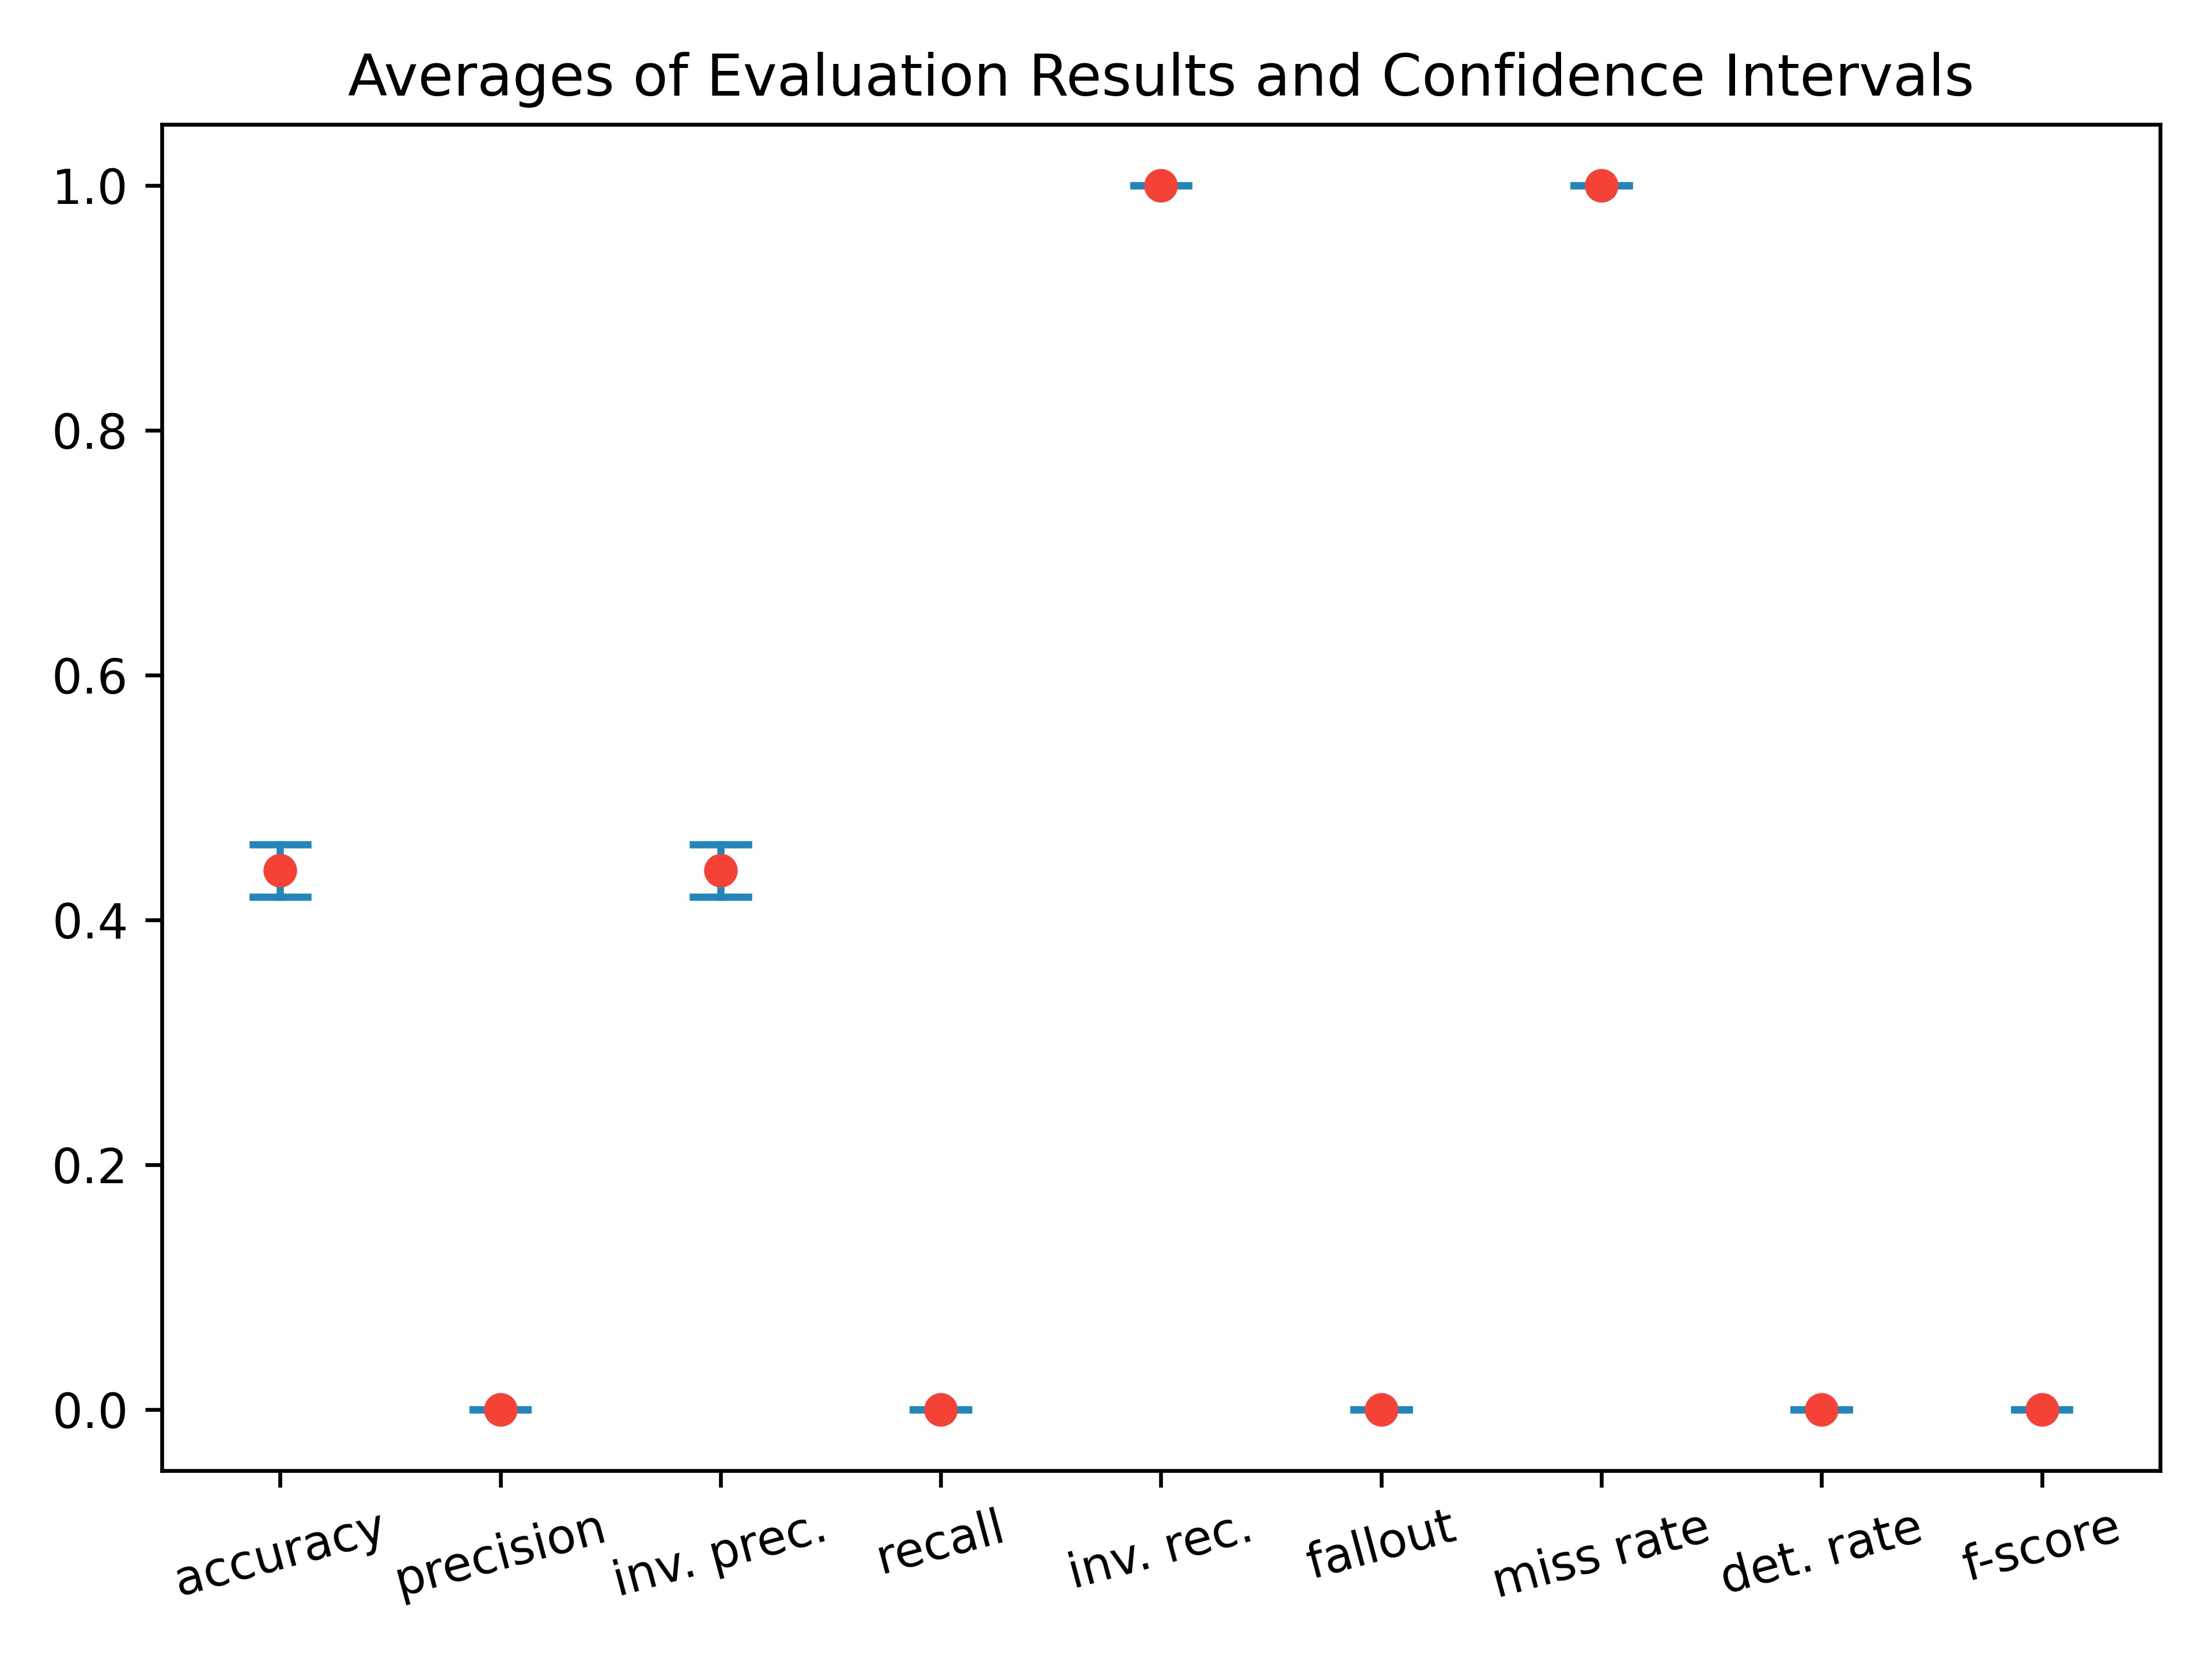 Averages of Evaluation Results and Confidence Intervals
1.0
0.8
0.6
0.4
0.2
0.0
accuracy
precision
inv. prec.
recall
inv. rec.
fallout
miss rate
det. rate
f-score